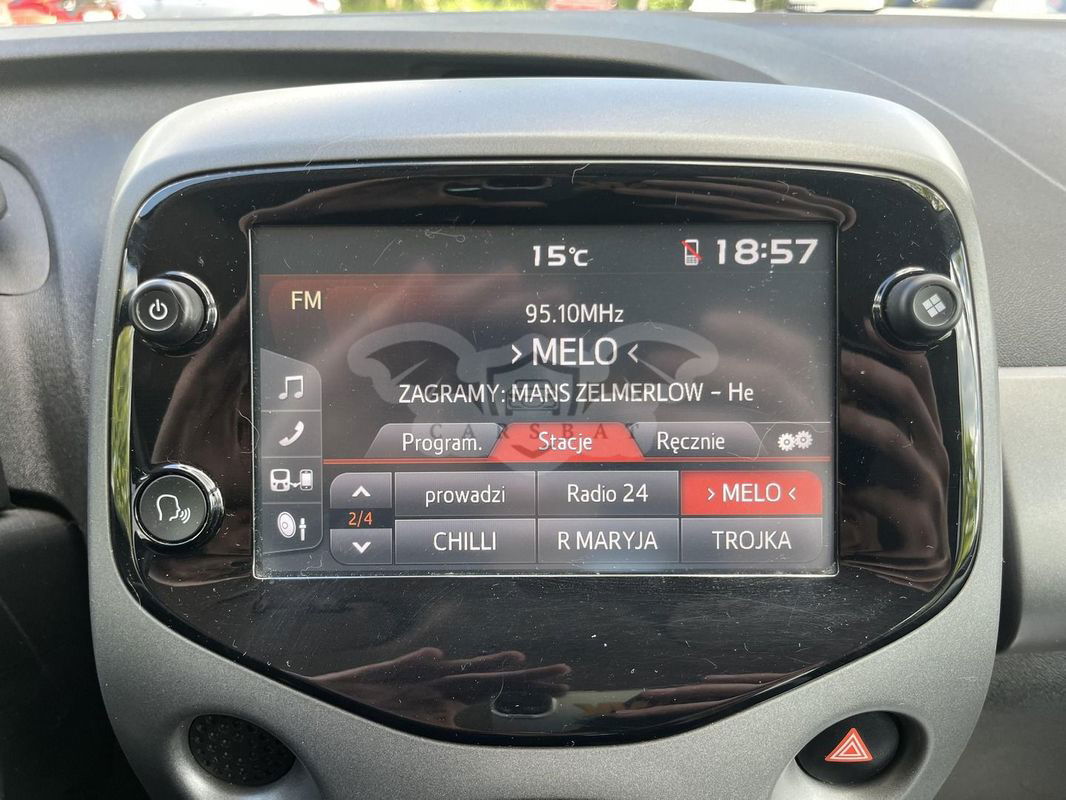 15°C 18:57
FM
95.10MHz
> MELO <
ZAGRAMY: MANS ZELMERLOW - He
CARSBAY
Program. Stacje Ręcznie
prowadzi Radio 24 > MELO <
2/4
CHILLI R MARYJA TROJKA